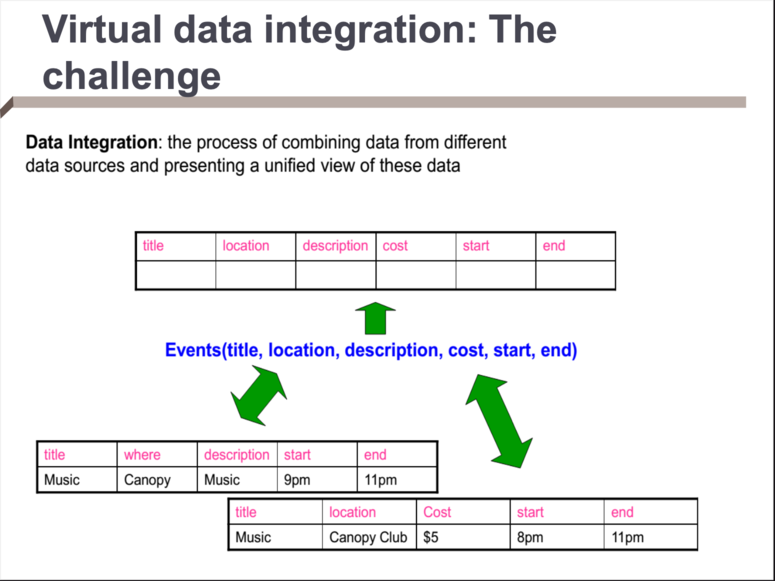 Virtual data integration: The
challenge
Data Integration: the process of combining data from different
data sources and presenting a unified view of these data
title location description cost start end
Events(title, location, description, cost, start, end)
title where description start end
Music Canopy Music 9pm 11pm
title location Cost start end
Music Canopy Club $5 8pm 11pm